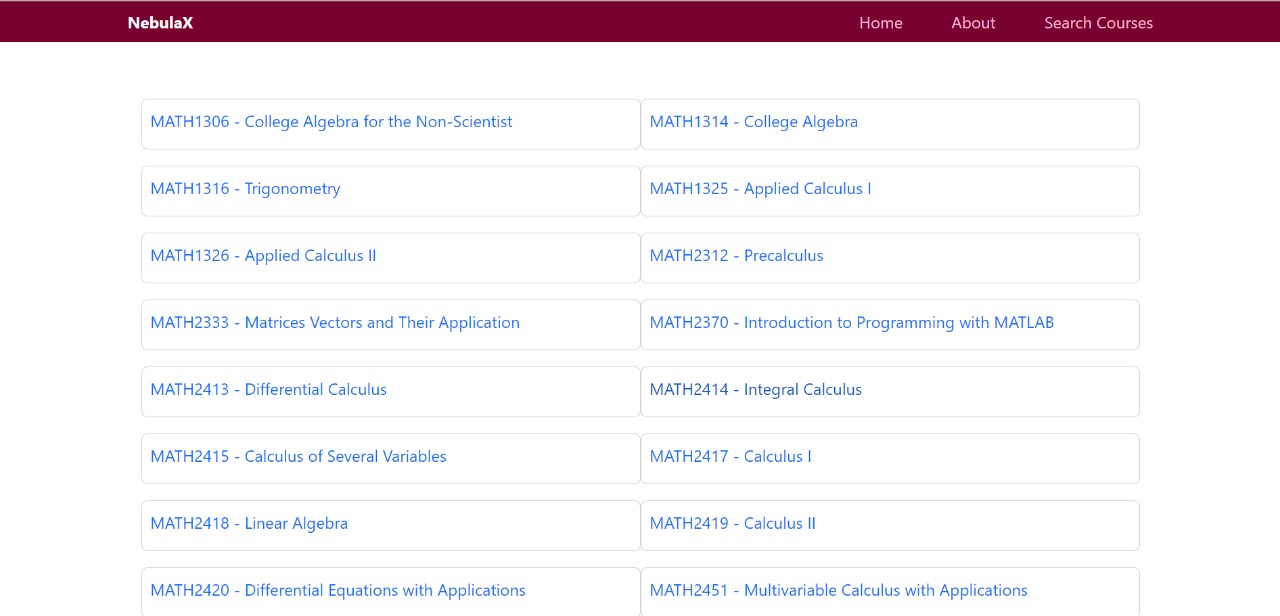 NebulaX Home About Search Courses
MATH1306 - College Algebra for the Non-Scientist
MATH1314 - College Algebra
MATH1316 - Trigonometry
MATH1325 - Applied Calculus I
MATH1326 - Applied Calculus II
MATH2312 - Precalculus
MATH2333 - Matrices Vectors and Their Application
MATH2370 - Introduction to Programming with MATLAB
MATH2413 - Differential Calculus
MATH2414 - Integral Calculus
MATH2415 - Calculus of Several Variables
MATH2417 - Calculus I
MATH2418 - Linear Algebra
MATH2419 - Calculus II
MATH2420 - Differential Equations with Applications
MATH2451 - Multivariable Calculus with Applications